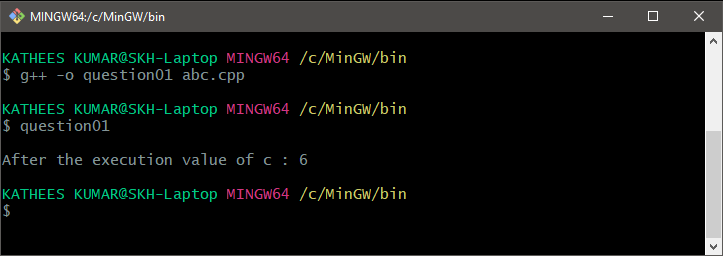 MINGW64:/c/MinGW/bin
KATHEES KUMAR@SKH-Laptop MINGW64 /c/MinGW/bin
$ g++ -o question01 abc.cpp
KATHEES KUMAR@SKH-Laptop MINGW64 /c/MinGW/bin
$ question01
After the execution value of c : 6
KATHEES KUMAR@SKH-Laptop MINGW64 /c/MinGW/bin
$